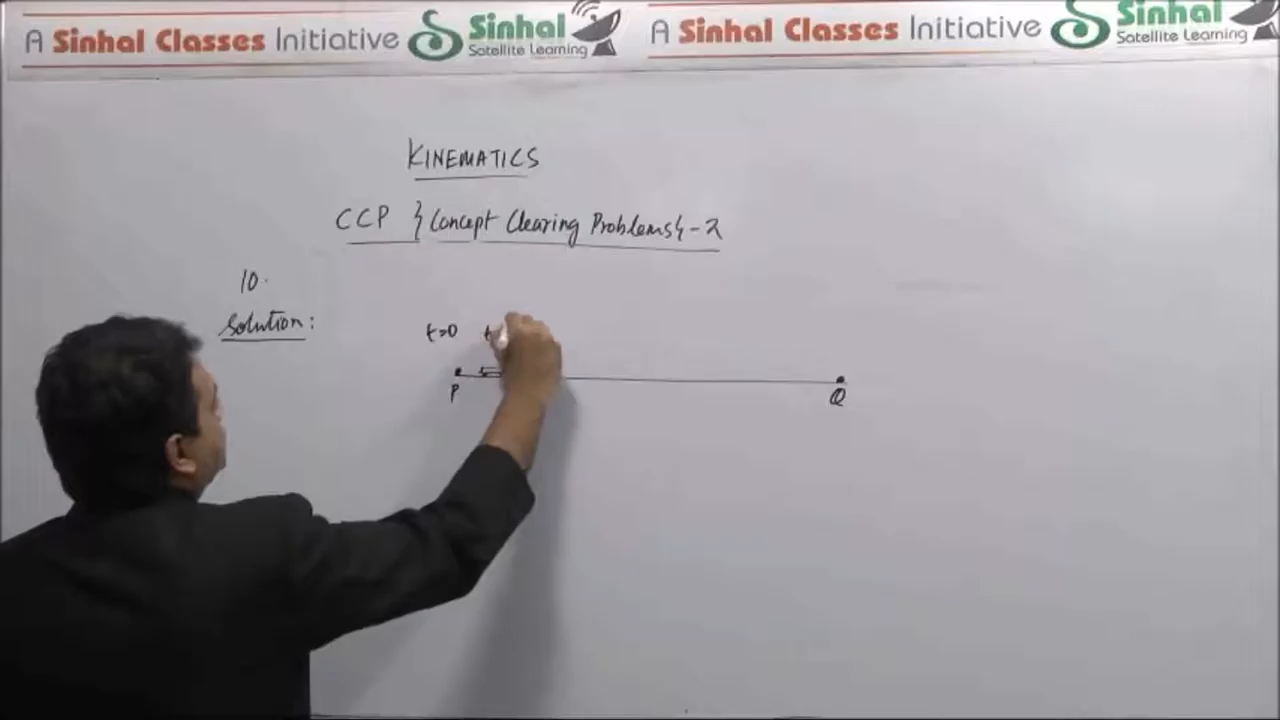 A Sinhal Classes Initiative Sinhal Satellite Learning A Sinhal Classes Initiative Sinhal Satellite Learning
KINEMATICS
CCP } Concept Clearing Problems } - 2
10.
Solution :
t=0 t
P Q